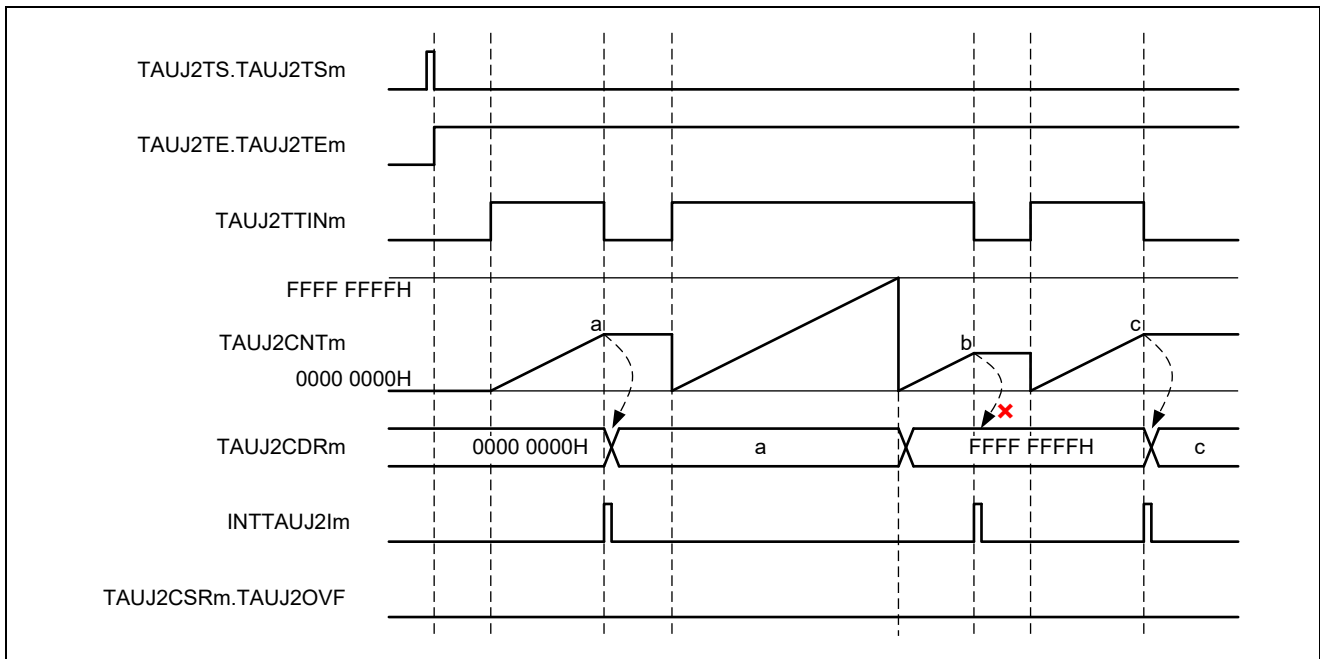 TAUJ2TS.TAUJ2TSm
TAUJ2TE.TAUJ2TEm
TAUJ2TTINm
FFFF FFFFH
a
b
c
TAUJ2CNTm
0000 0000H
TAUJ2CDRm
0000 0000H
a
FFFF FFFFH
c
INTTAUJ2Im
TAUJ2CSRm.TAUJ2OVF